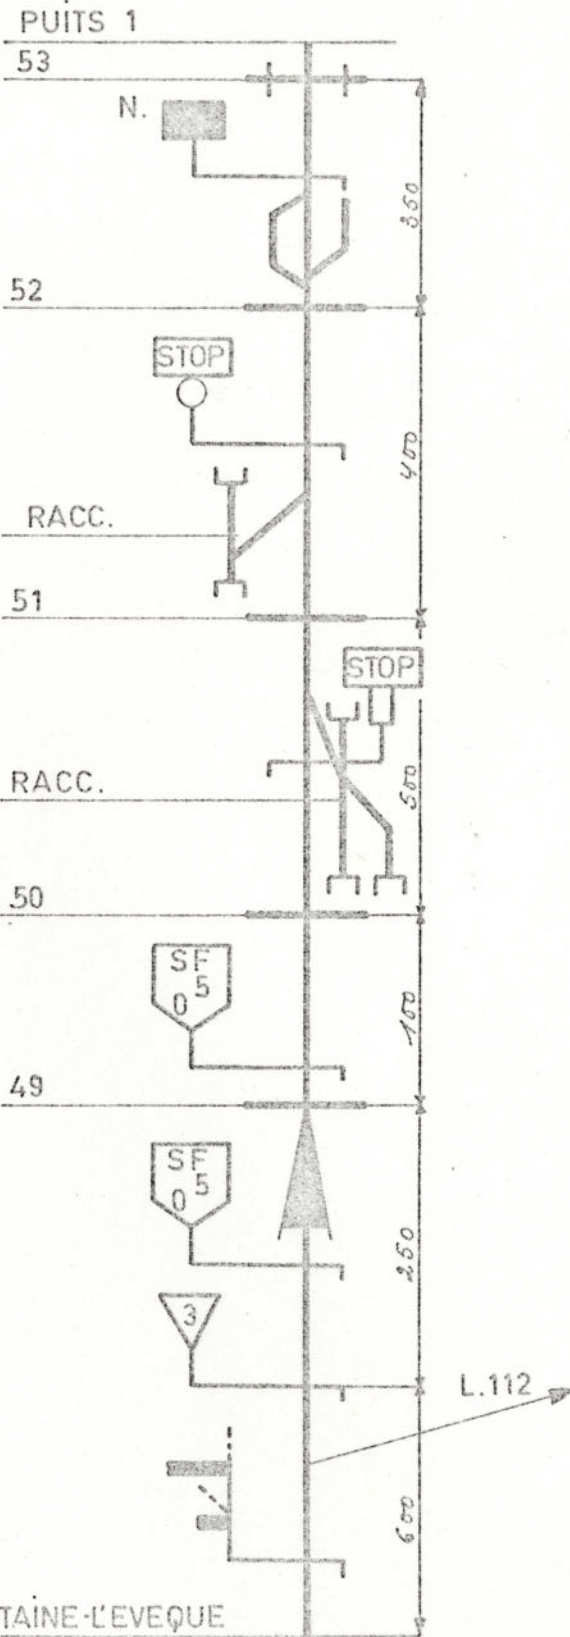 PUITS 1
53
N.
350
52
STOP
400
RACC.
51
STOP
RACC.
500
50
SF
5
0
100
49
SF
5
0
250
3
L.112
600
TAINE-L'EVEQUE